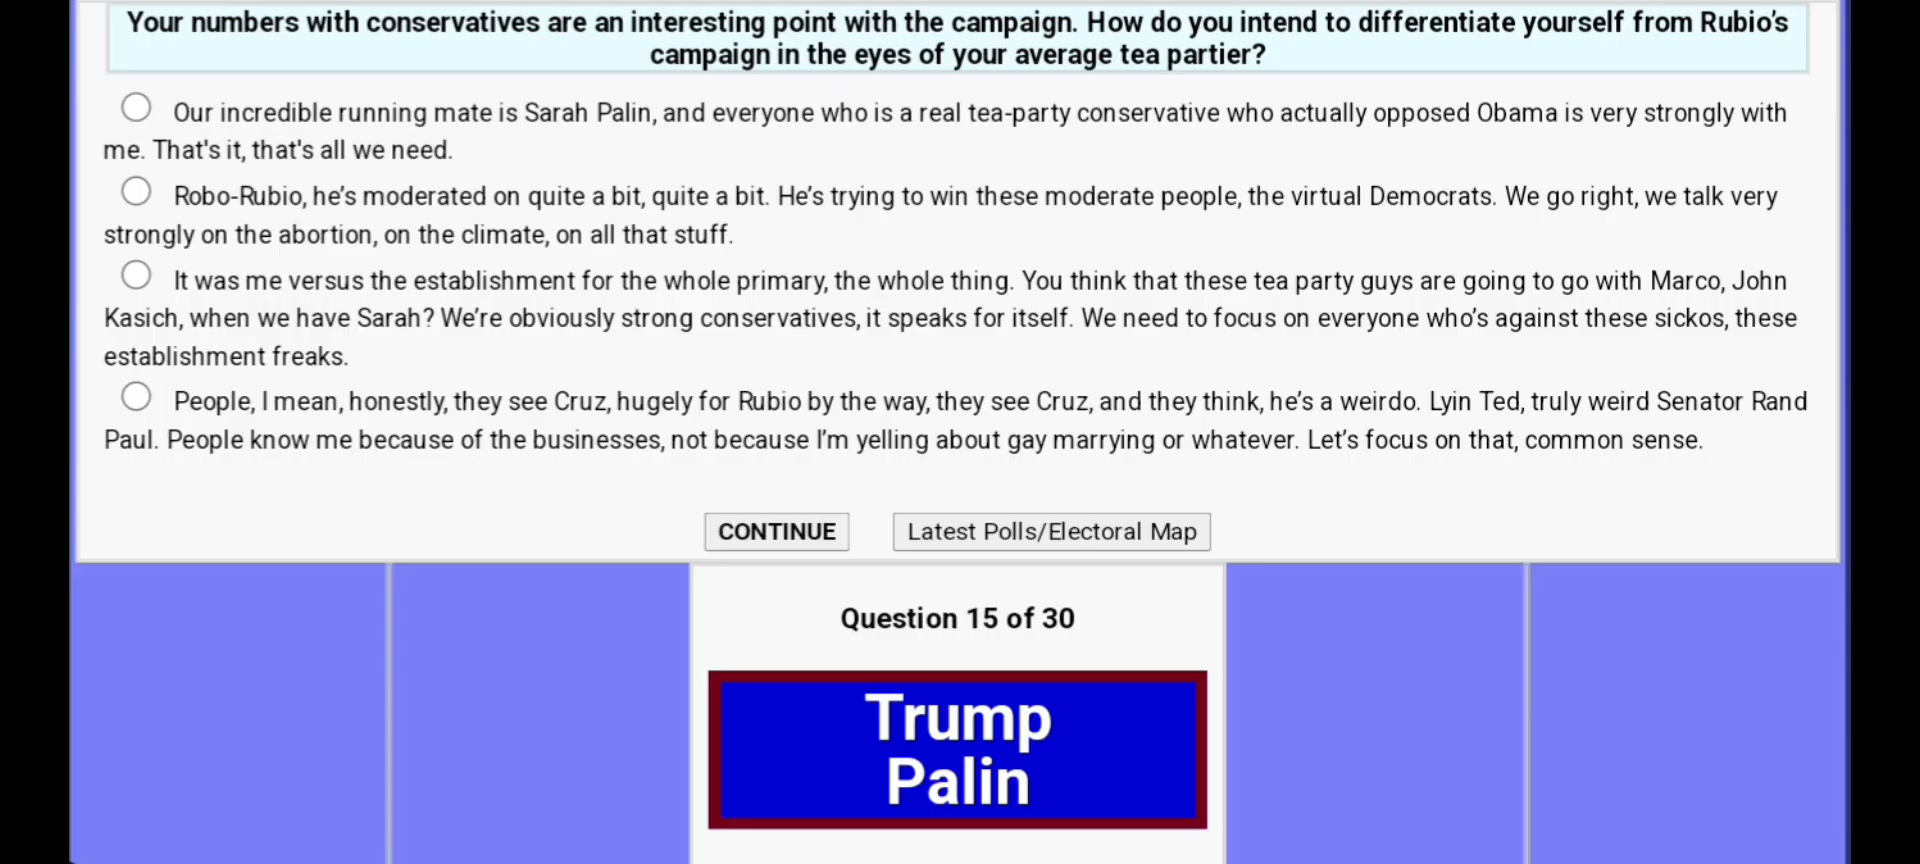 Your numbers with conservatives are an interesting point with the campaign. How do you intend to differentiate yourself from Rubio’s
campaign in the eyes of your average tea partier?
Our incredible running mate is Sarah Palin, and everyone who is a real tea-party conservative who actually opposed Obama is very strongly with
me. That's it, that's all we need.
Robo-Rubio, he’s moderated on quite a bit, quite a bit. He’s trying to win these moderate people, the virtual Democrats. We go right, we talk very
strongly on the abortion, on the climate, on all that stuff.
It was me versus the establishment for the whole primary, the whole thing. You think that these tea party guys are going to go with Marco, John
Kasich, when we have Sarah? We’re obviously strong conservatives, it speaks for itself. We need to focus on everyone who’s against these sickos, these
establishment freaks.
People, I mean, honestly, they see Cruz, hugely for Rubio by the way, they see Cruz, and they think, he’s a weirdo. Lyin Ted, truly weird Senator Rand
Paul. People know me because of the businesses, not because I’m yelling about gay marrying or whatever. Let’s focus on that, common sense.
CONTINUE
Latest Polls/Electoral Map
Question 15 of 30
Trump
Palin